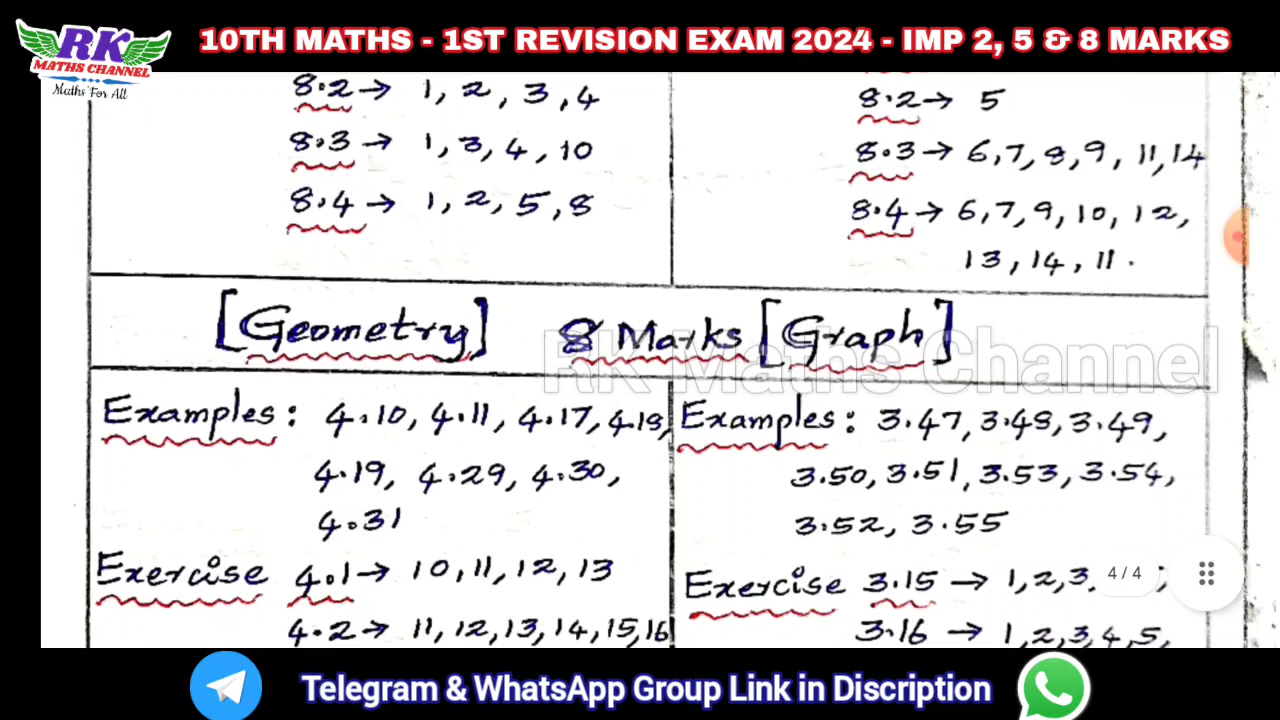 RK
MATHS CHANNEL
Maths For All
10TH MATHS - 1ST REVISION EXAM 2024 - IMP 2, 5 & 8 MARKS
8.2 → 1, 2, 3, 4
8.3 → 1, 3, 4, 10
8.4 → 1, 2, 5, 8
8.2 → 5
8.3 → 6, 7, 8, 9, 11, 14
8.4 → 6, 7, 9, 10, 12,
13, 14, 11.
[Geometry] 8 Marks [Graph]
RK Maths Channel
Examples: 4.10, 4.11, 4.17, 4.18,
4.19, 4.29, 4.30,
4.31
Exercise 4.1 → 10, 11, 12, 13
4.2 → 11, 12, 13, 14, 15, 16
Examples: 3.47, 3.48, 3.49,
3.50, 3.51, 3.53, 3.54,
3.52, 3.55
Exercise 3.15 → 1, 2, 3,
4/4
3.16 → 1, 2, 3, 4, 5,
Telegram & WhatsApp Group Link in Discription